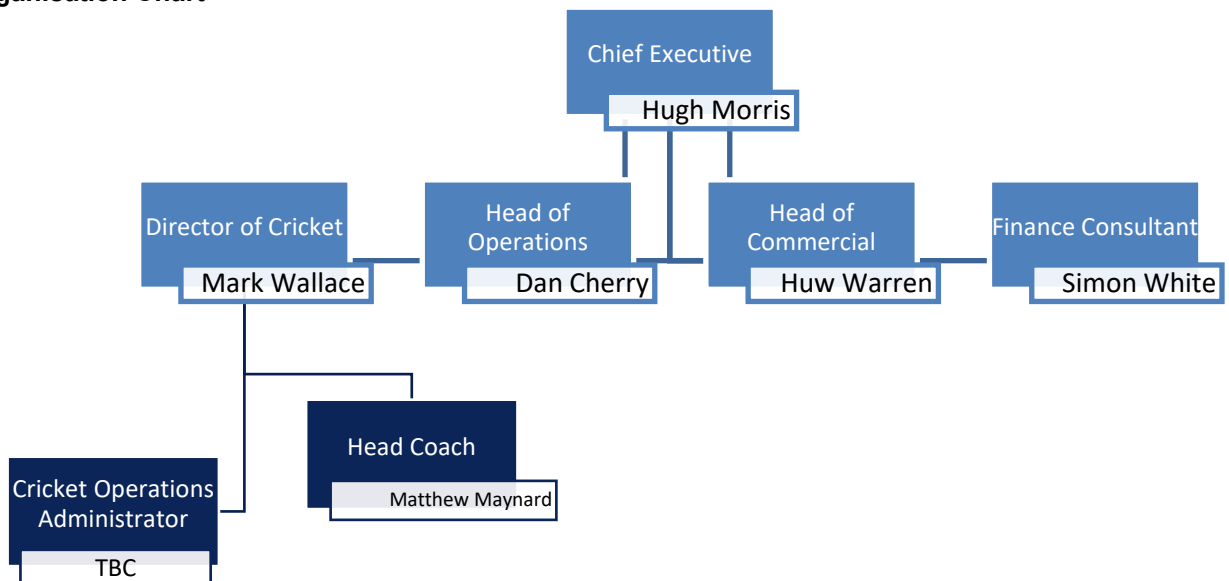 Chief Executive
Hugh Morris
Director of Cricket
Mark Wallace
Head of
Operations
Dan Cherry
Head of
Commercial
Huw Warren
Finance Consultant
Simon White
Head Coach
Matthew Maynard
Cricket Operations
Administrator
TBC